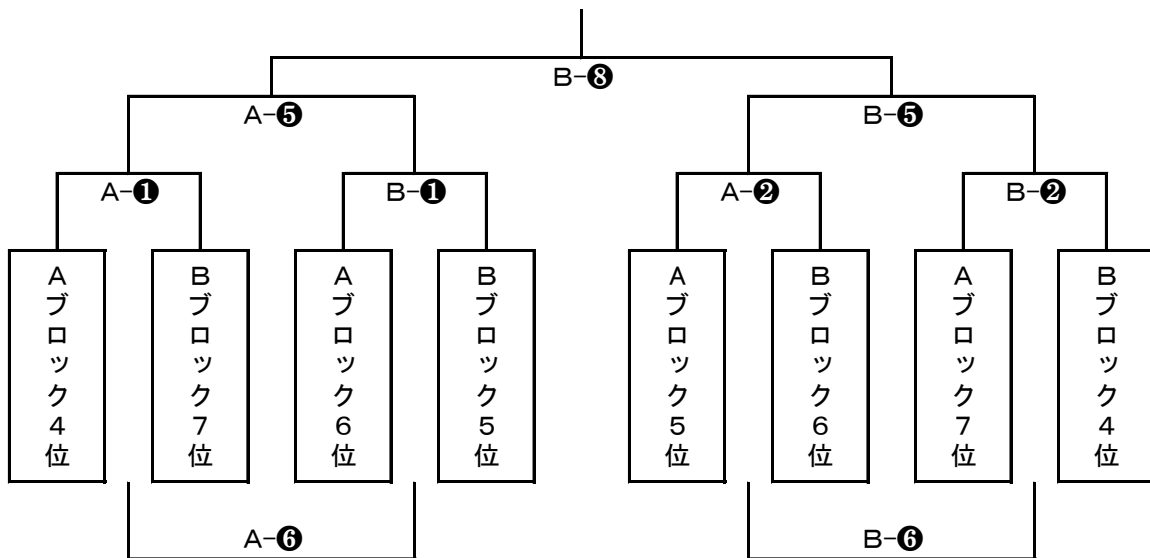 B-❽
A-❺
B-❺
A-❶
B-❶
A-❷
B-❷
Aブロック4位
Bブロック7位
Aブロック6位
Bブロック5位
Aブロック5位
Bブロック6位
Aブロック7位
Bブロック4位
A-❻
B-❻